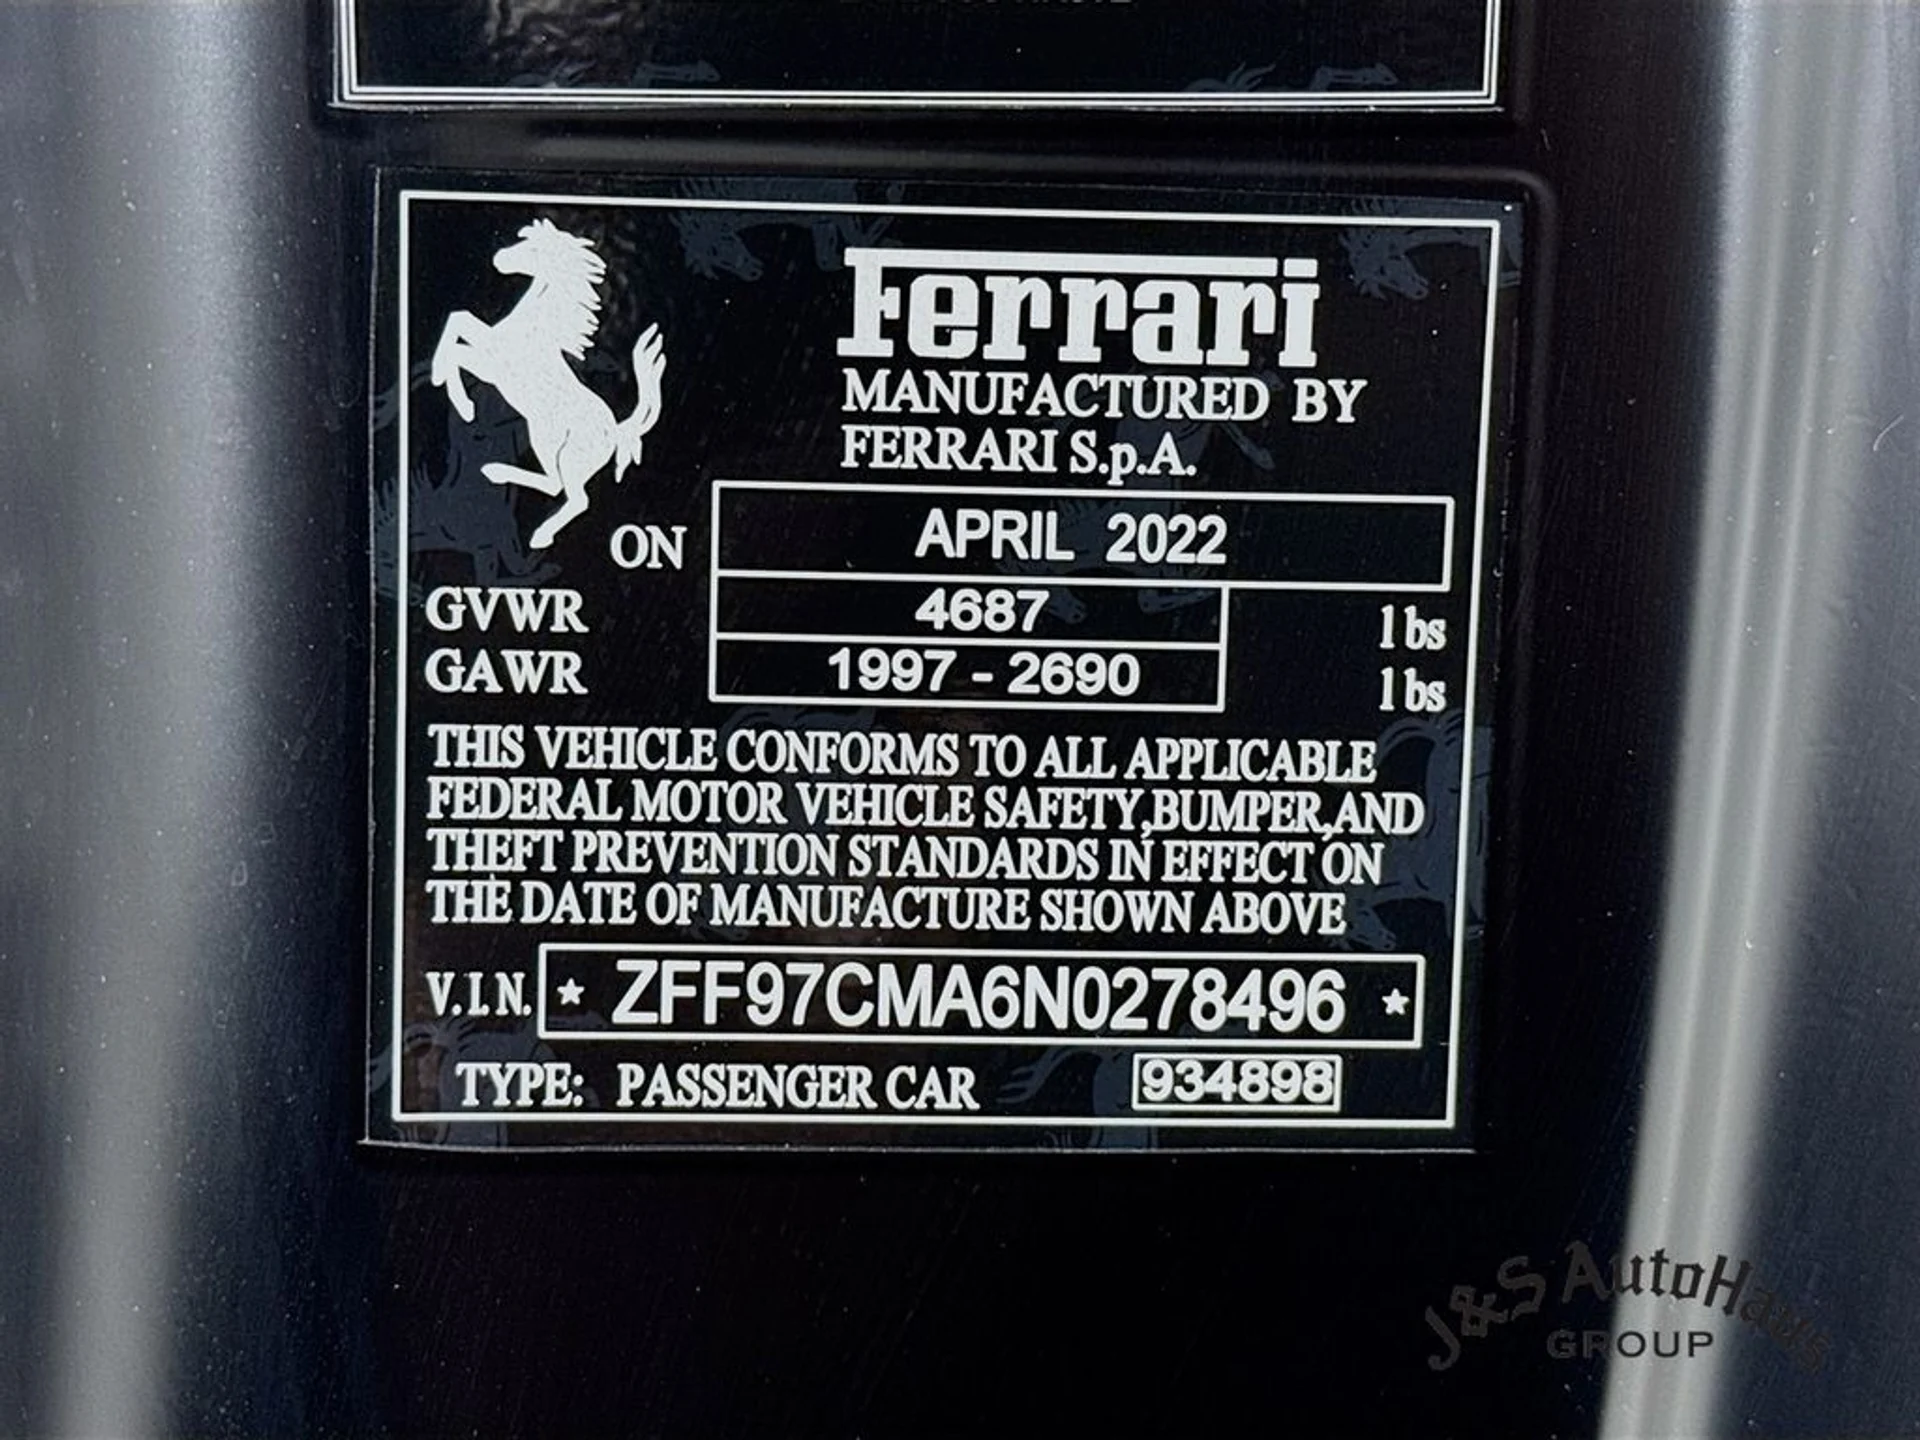 Ferrari
MANUFACTURED BY
FERRARI S.p.A.
ON APRIL 2022
GVWR 4687 lbs
GAWR 1997 - 2690 lbs
THIS VEHICLE CONFORMS TO ALL APPLICABLE
FEDERAL MOTOR VEHICLE SAFETY,BUMPER,AND
THEFT PREVENTION STANDARDS IN EFFECT ON
THE DATE OF MANUFACTURE SHOWN ABOVE
V.I.N. ★ ZFF97CMA6N0278496 ★
TYPE: PASSENGER CAR 934898
J&S AutoHaus
GROUP